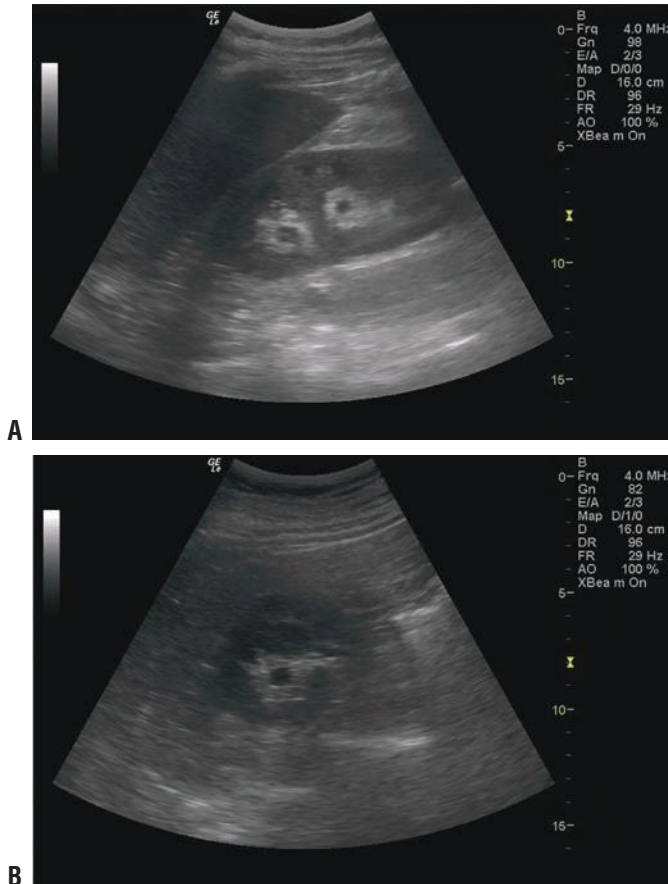 GE
Le
B
Frq 4.0 MHz
Gn 98
E/A 2/3
Map D/0/0
D 16.0 cm
DR 96
FR 29 Hz
AO 100 %
XBea m On
0
5
10
15
A
GE
Le
B
Frq 4.0 MHz
Gn 82
E/A 2/3
Map D/1/0
D 16.0 cm
DR 96
FR 29 Hz
AO 100 %
XBea m On
0
5
10
15
B